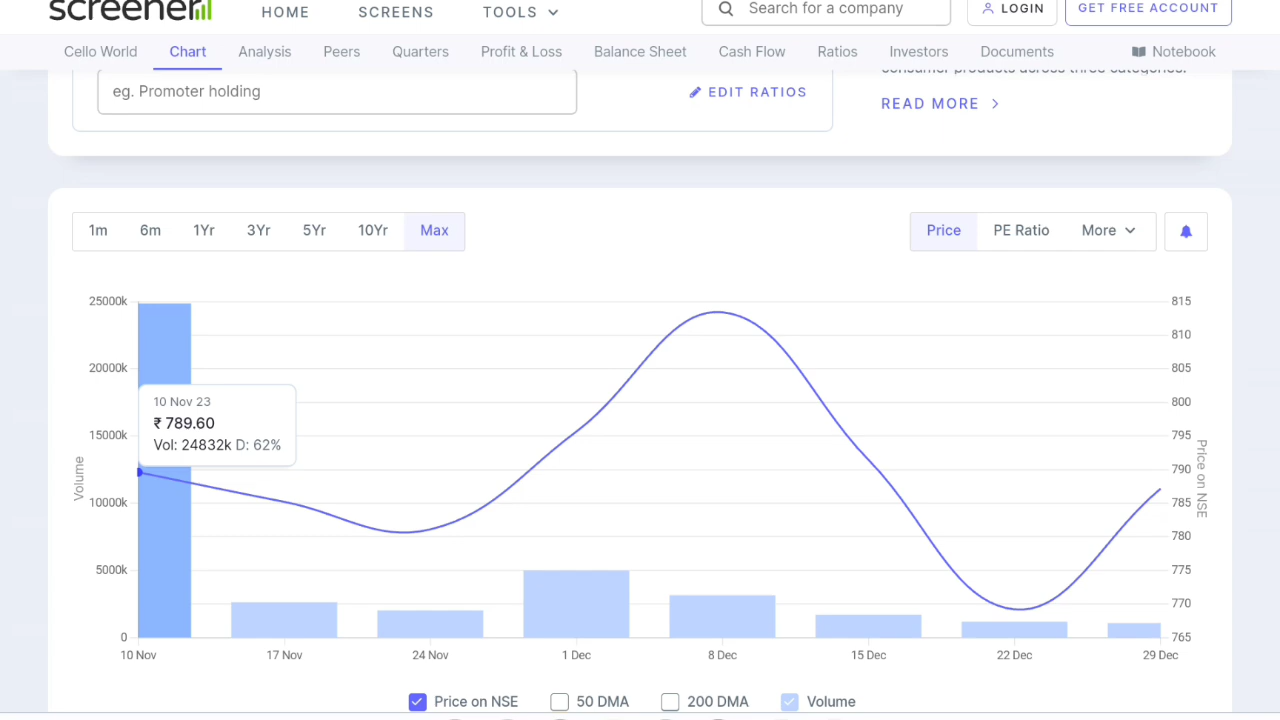 screener
HOME
SCREENS
TOOLS
Search for a company
LOGIN
GET FREE ACCOUNT
Cello World
Chart
Analysis
Peers
Quarters
Profit & Loss
Balance Sheet
Cash Flow
Ratios
Investors
Documents
Notebook
consumer products across three categories.
eg. Promoter holding
EDIT RATIOS
READ MORE
1m
6m
1Yr
3Yr
5Yr
10Yr
Max
Price
PE Ratio
More
25000k
20000k
15000k
10000k
5000k
0
Volume
10 Nov 23
₹ 789.60
Vol: 24832k D: 62%
815
810
805
800
795
790
785
780
775
770
765
Price on NSE
10 Nov
17 Nov
24 Nov
1 Dec
8 Dec
15 Dec
22 Dec
29 Dec
Price on NSE
50 DMA
200 DMA
Volume